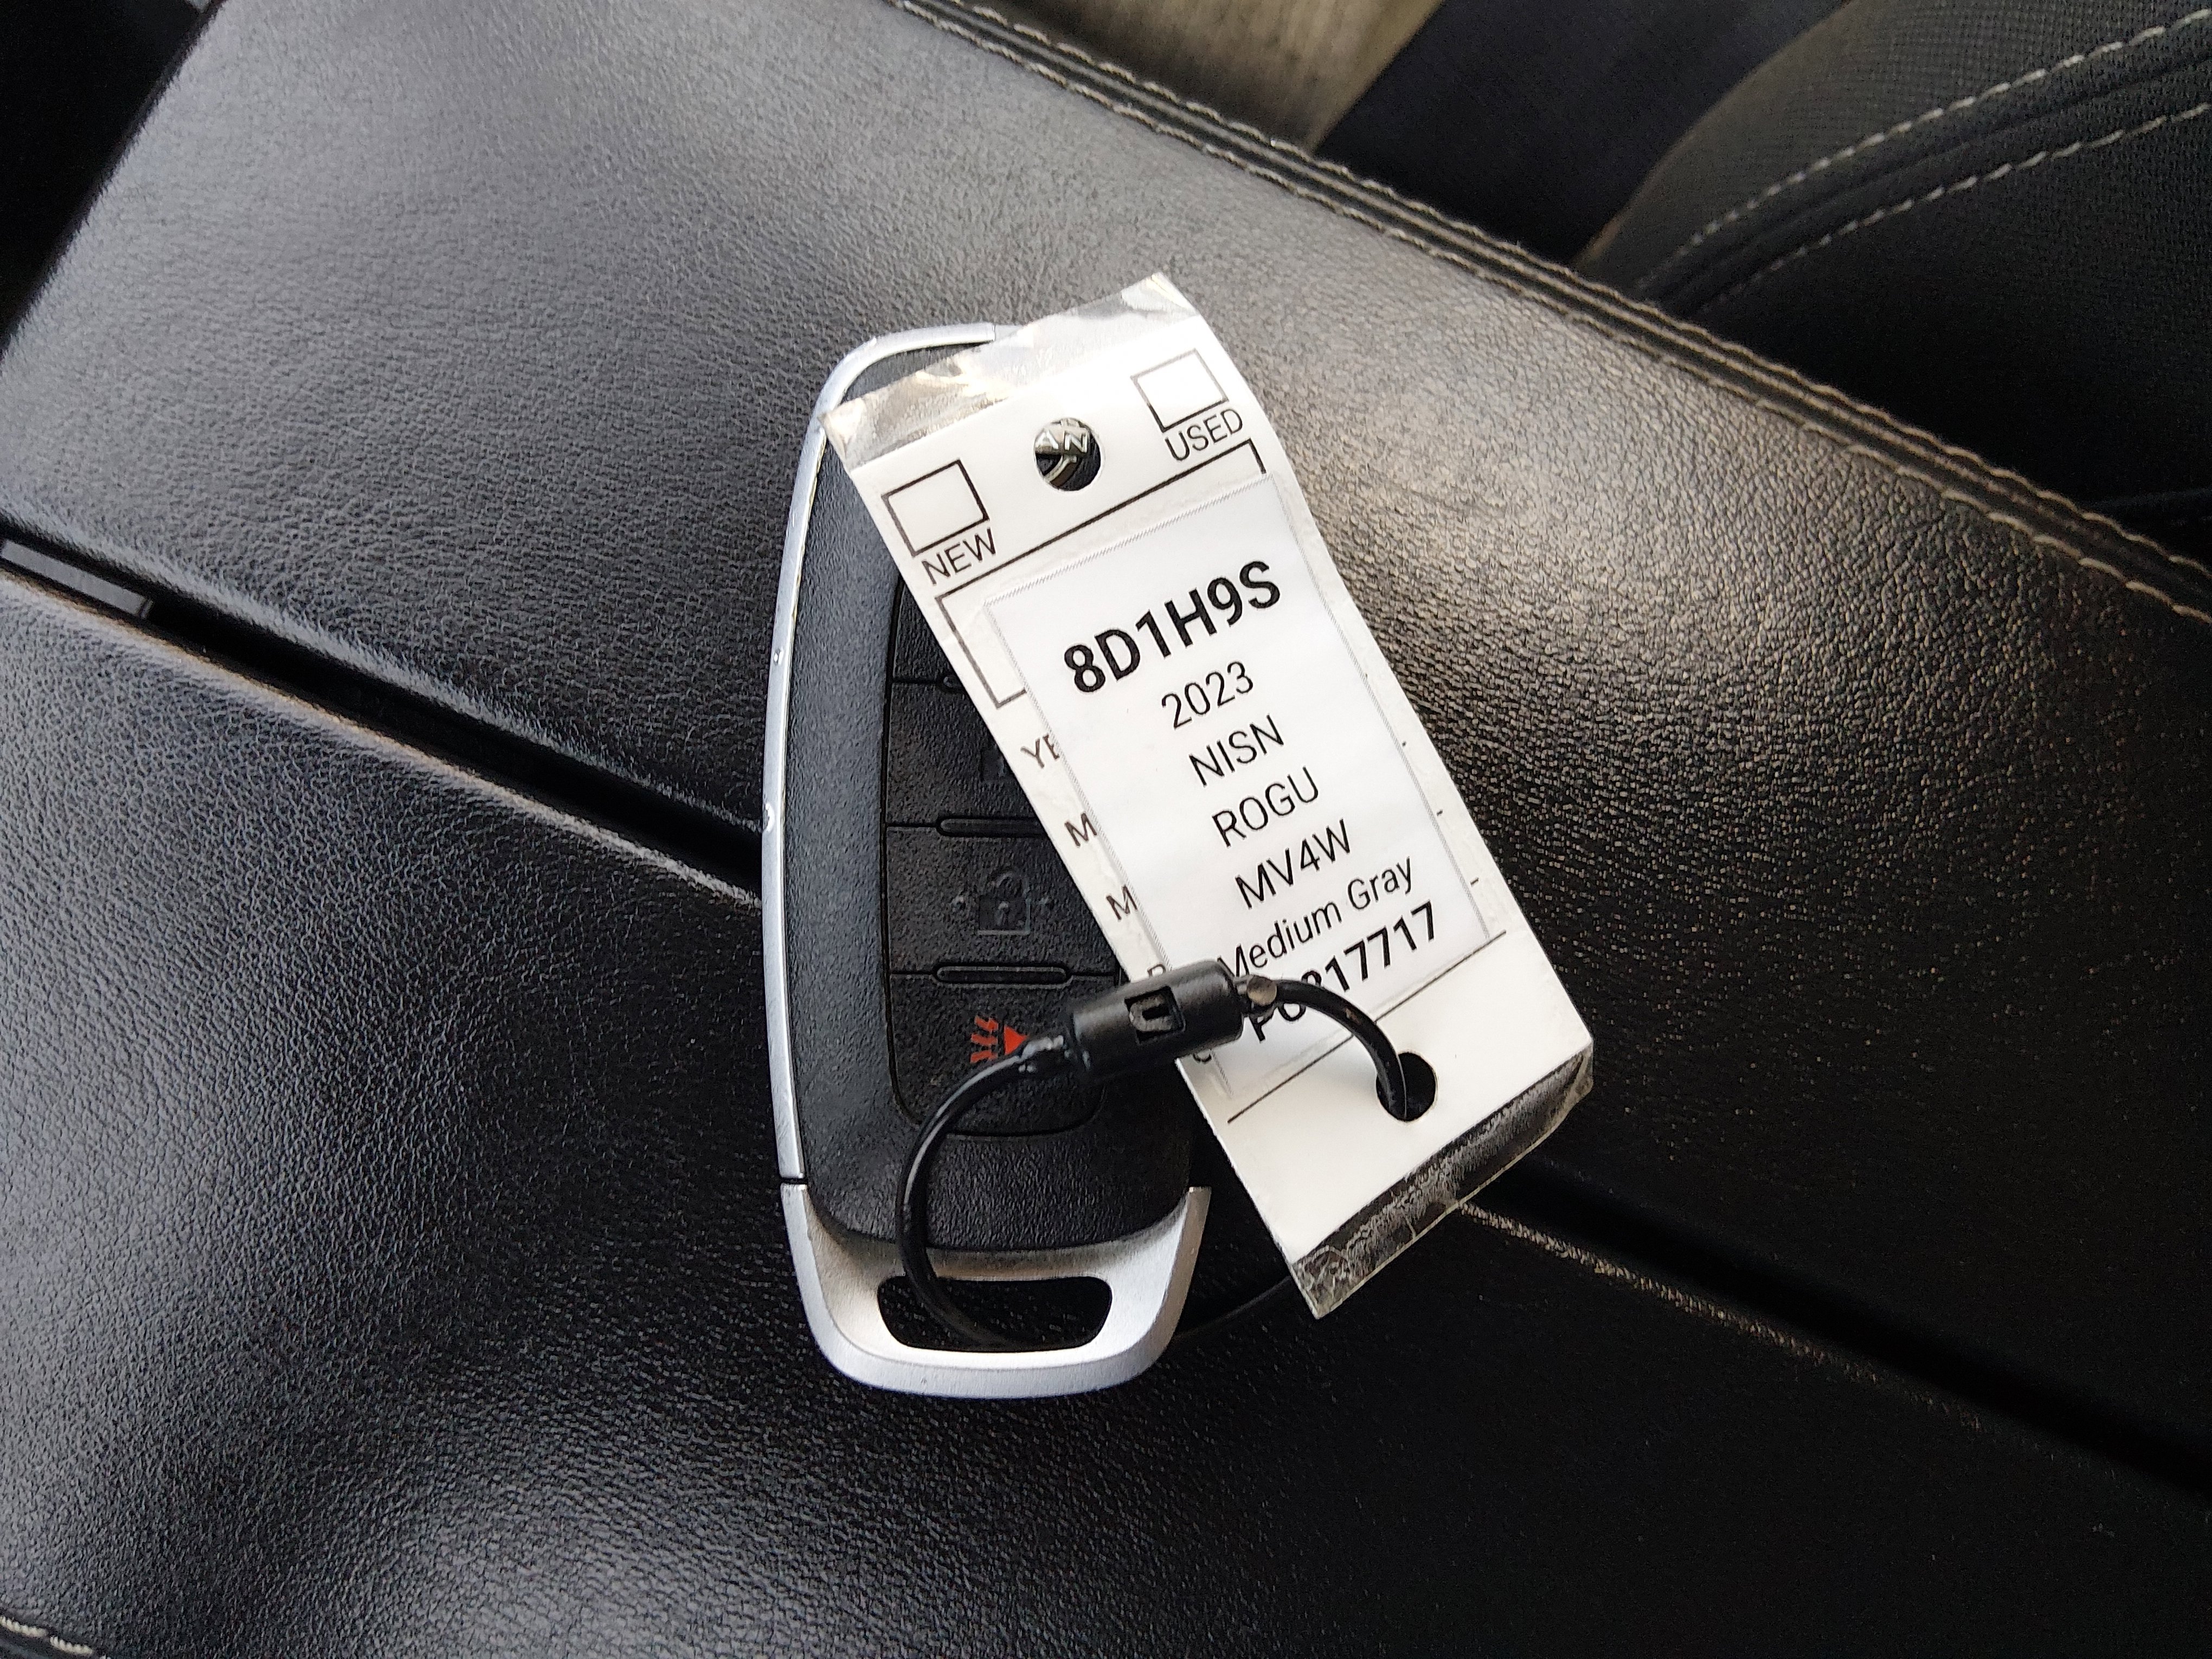 USED
NEW
8D1H9S
2023
NISN
ROGU
MV4W
Medium Gray